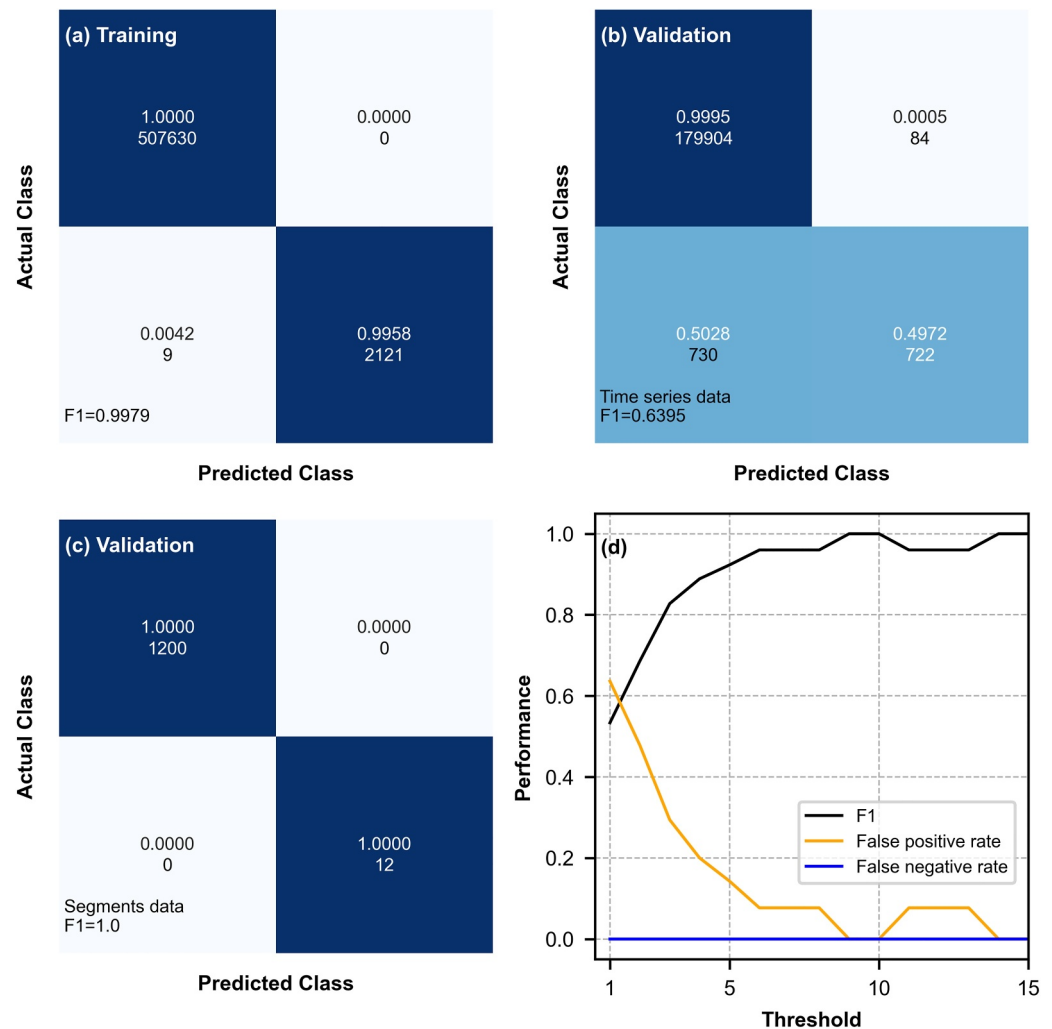 (a) Training
1.0000
507630
0.0000
0
0.0042
9
0.9958
2121
F1=0.9979
Actual Class
Predicted Class
(b) Validation
0.9995
179904
0.0005
84
0.5028
730
0.4972
722
Time series data
F1=0.6395
Actual Class
Predicted Class
(c) Validation
1.0000
1200
0.0000
0
0.0000
0
1.0000
12
Segments data
F1=1.0
Actual Class
Predicted Class
(d)
1.0
0.8
0.6
0.4
0.2
0.0
Performance
F1
False positive rate
False negative rate
1
5
10
15
Threshold